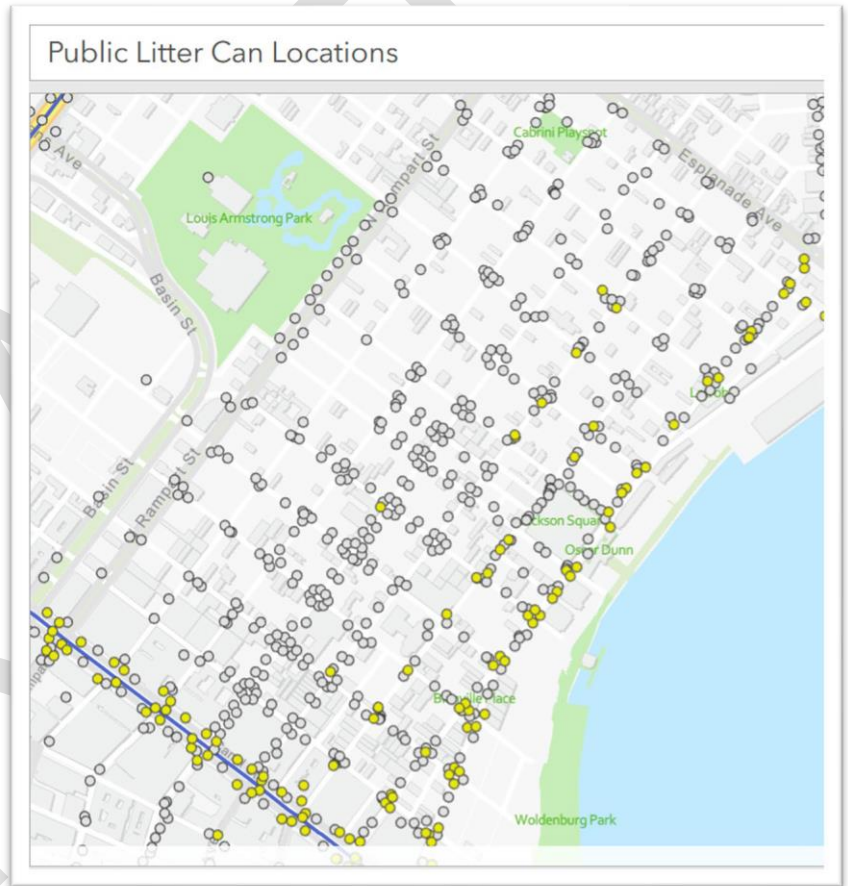 Public Litter Can Locations
Cabrini Playspot
Ave
Esplanade Ave
N Rampart St
Louis Armstrong Park
Basin St
Basin St
Rampart St
Jackson Square
Oscar Dunn
Bienville Place
Woldenburg Park